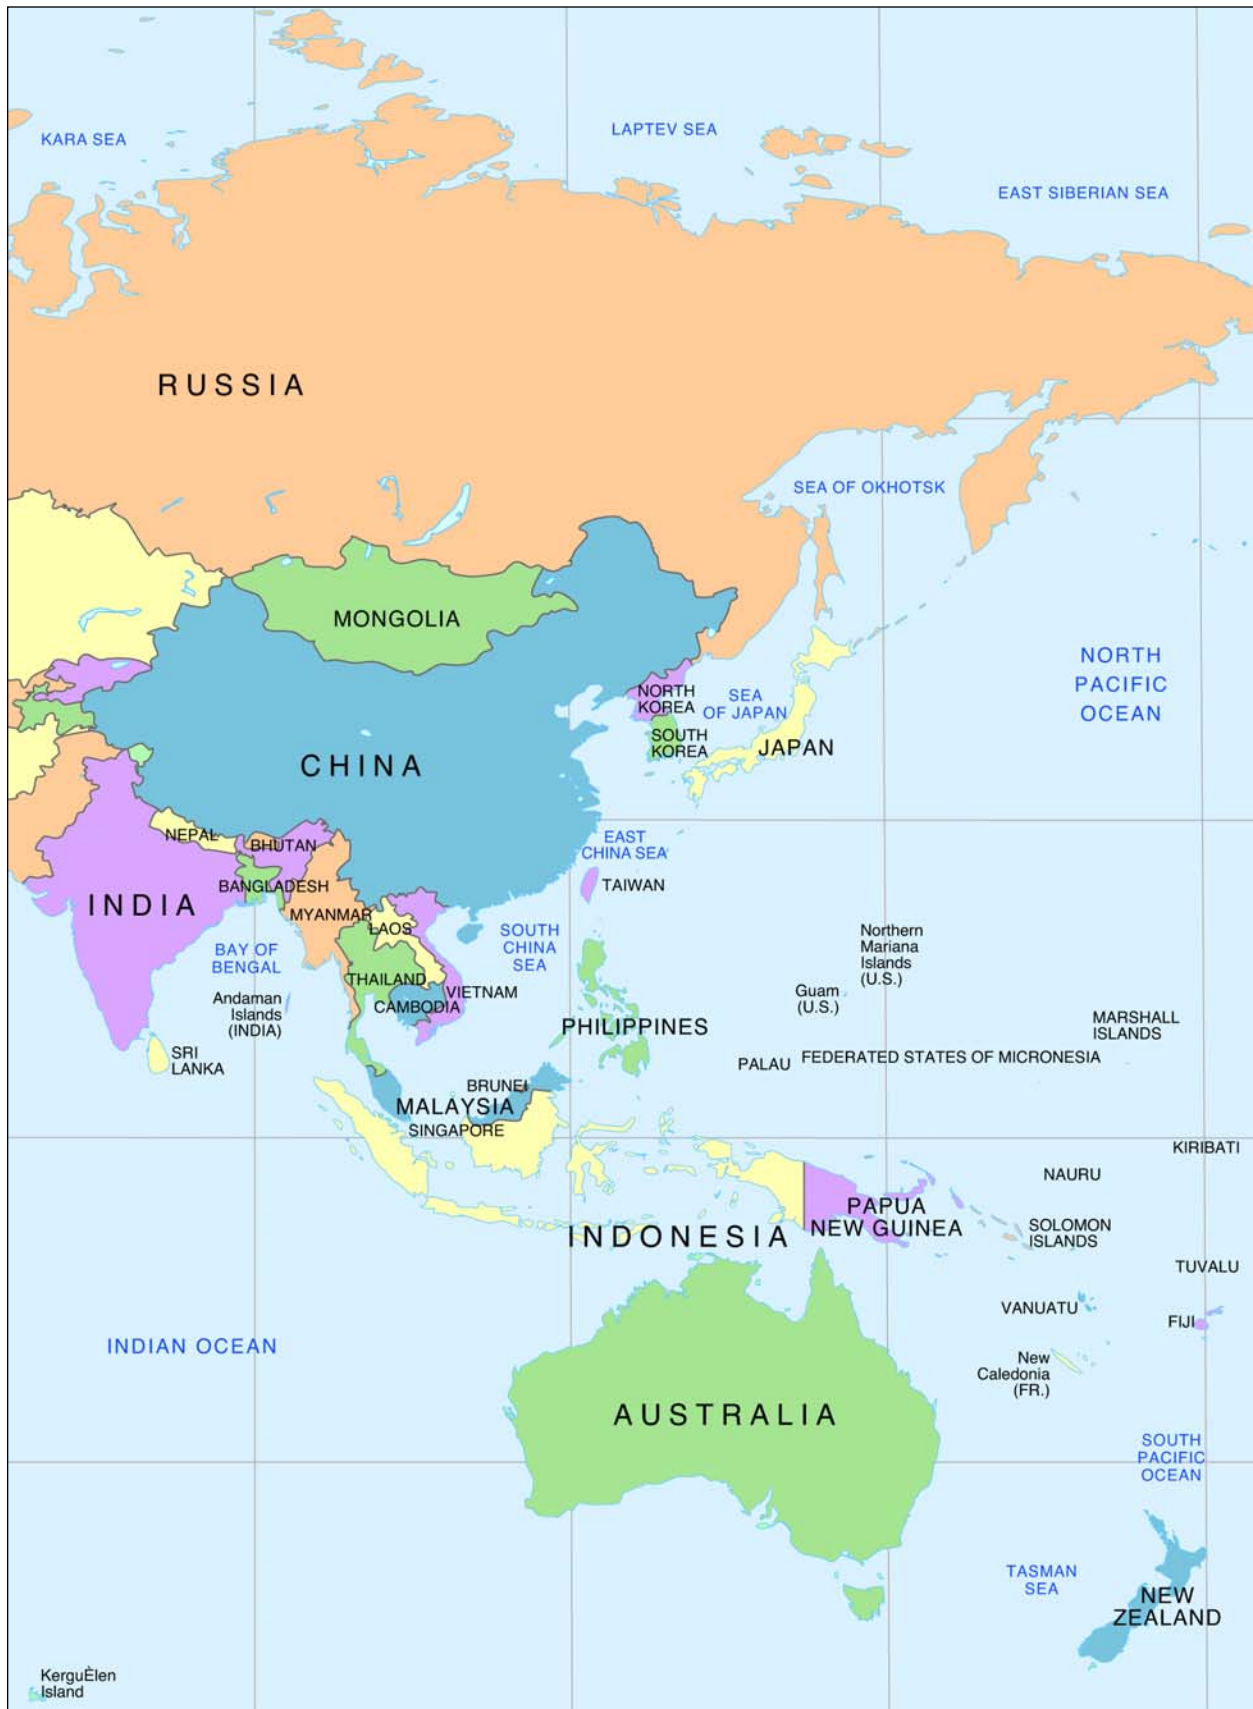 KARA SEA
LAPTEV SEA
EAST SIBERIAN SEA
RUSSIA
SEA OF OKHOTSK
MONGOLIA
NORTH
PACIFIC
OCEAN
NORTH
KOREA
SEA
OF JAPAN
SOUTH
KOREA
JAPAN
CHINA
NEPAL
BHUTAN
EAST
CHINA SEA
BANGLADESH
TAIWAN
INDIA
MYANMAR
LAOS
SOUTH
CHINA
SEA
Northern
Mariana
Islands
(U.S.)
BAY OF
BENGAL
THAILAND
VIETNAM
Guam
(U.S.)
Andaman
Islands
(INDIA)
CAMBODIA
PHILIPPINES
MARSHALL
ISLANDS
SRI
LANKA
PALAU
FEDERATED STATES OF MICRONESIA
BRUNEI
MALAYSIA
SINGAPORE
KIRIBATI
NAURU
PAPUA
NEW GUINEA
INDONESIA
SOLOMON
ISLANDS
TUVALU
VANUATU
FIJI
INDIAN OCEAN
New
Caledonia
(FR.)
AUSTRALIA
SOUTH
PACIFIC
OCEAN
TASMAN
SEA
NEW
ZEALAND
KerguÈlen
Island